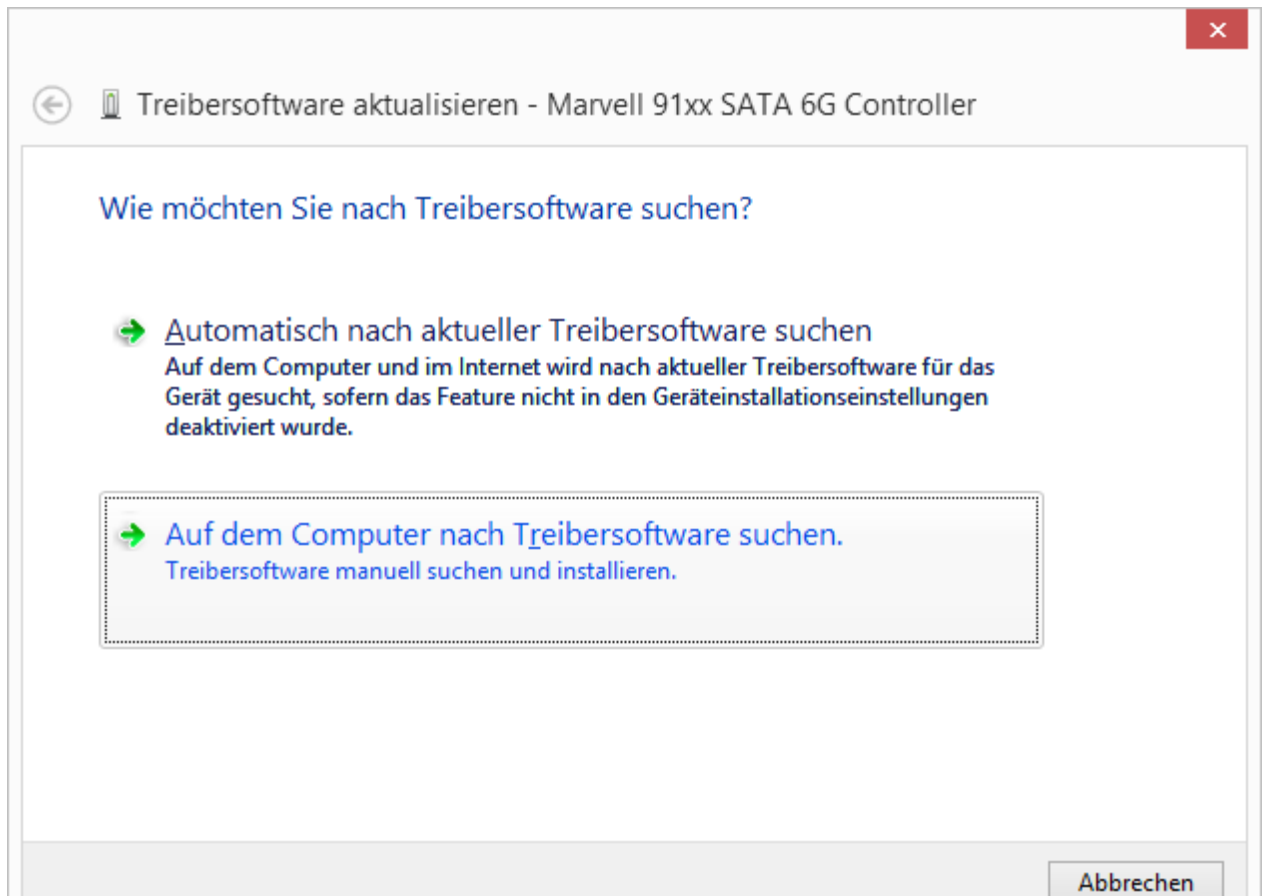 Treibersoftware aktualisieren - Marvell 91xx SATA 6G Controller
Wie möchten Sie nach Treibersoftware suchen?
Automatisch nach aktueller Treibersoftware suchen
Auf dem Computer und im Internet wird nach aktueller Treibersoftware für das
Gerät gesucht, sofern das Feature nicht in den Geräteinstallationseinstellungen
deaktiviert wurde.
Auf dem Computer nach Treibersoftware suchen.
Treibersoftware manuell suchen und installieren.
Abbrechen